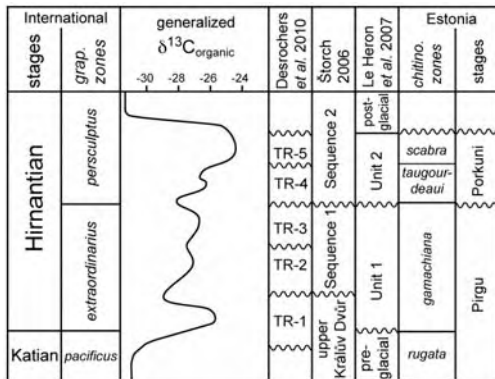 International
generalized
δ13Corganic
Desrochers
et al. 2010
Štorch
2006
Le Heron
et al. 2007
Estonia
stages
grap.
zones
chitino.
zones
stages
-30 -28 -26 -24
Hirnantian
Katian
persculptus
extraordinarius
pacificus
TR-5
TR-4
TR-3
TR-2
TR-1
Sequence 2
Sequence 1
upper
Králův Dvůr
post-
glacial
Unit 2
Unit 1
pre-
glacial
scabra
taugour-
deaui
gamachiana
rugata
Porkuni
Pirgu